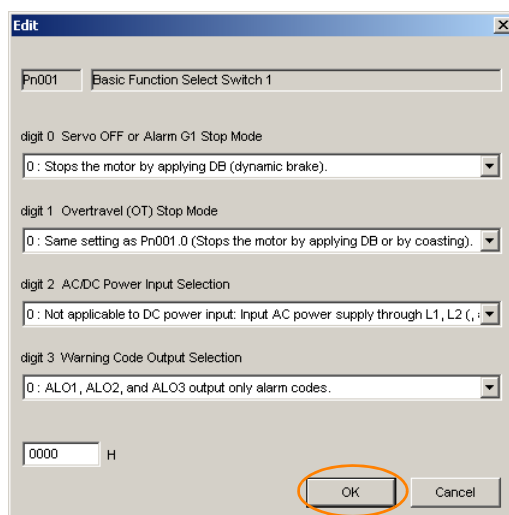 Edit
Pn001 Basic Function Select Switch 1
digit 0 Servo OFF or Alarm G1 Stop Mode
0 : Stops the motor by applying DB (dynamic brake).
digit 1 Overtravel (OT) Stop Mode
0 : Same setting as Pn001.0 (Stops the motor by applying DB or by coasting).
digit 2 AC/DC Power Input Selection
0 : Not applicable to DC power input: Input AC power supply through L1, L2 (,
digit 3 Warning Code Output Selection
0 : ALO1, ALO2, and ALO3 output only alarm codes.
0000 H
OK Cancel